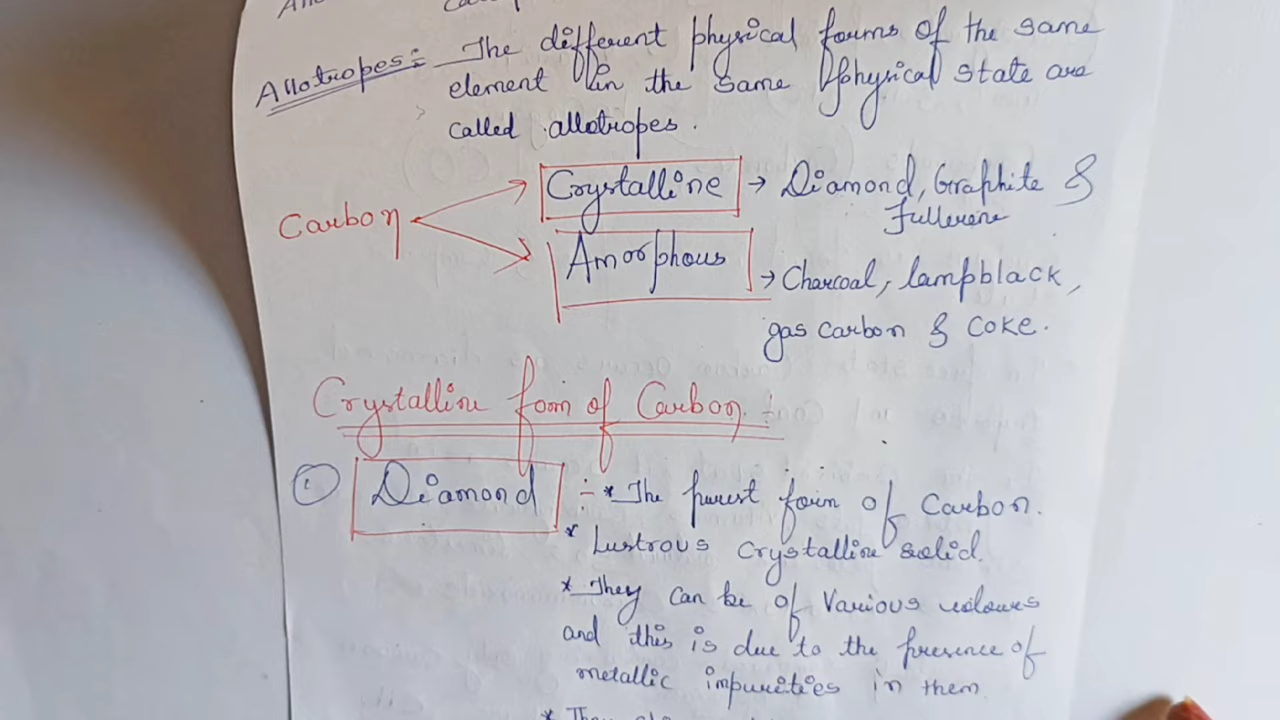 Allotropes :- The different physical forms of the same
element in the same physical state are
called allotropes.
Carbon
Crystalline → Diamond, Graphite &
fullerene
Amorphous
→ Charcoal, lampblack,
gas carbon & coke.
Crystalline form of Carbon :-
① Diamond :- * The purest form of Carbon.
* Lustrous crystalline solid.
* They can be of various colours
and this is due to the presence of
metallic impurities in them
* They